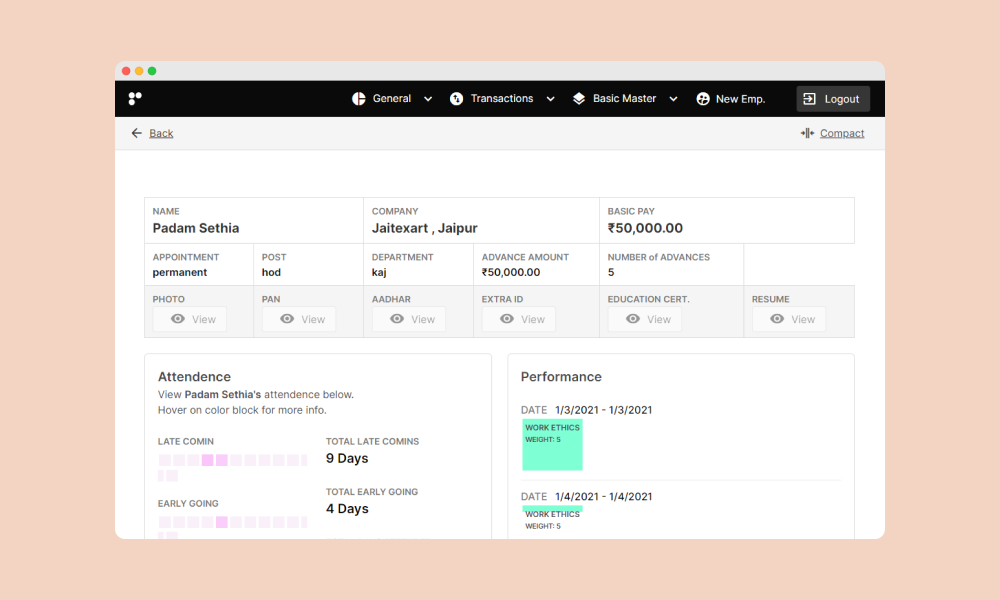 General Transactions Basic Master New Emp. Logout
Back Compact
NAME COMPANY BASIC PAY
Padam Sethia Jaitexart , Jaipur ₹50,000.00
APPOINTMENT POST DEPARTMENT ADVANCE AMOUNT NUMBER of ADVANCES
permanent hod kaj ₹50,000.00 5
PHOTO PAN AADHAR EXTRA ID EDUCATION CERT. RESUME
View View View View View View
Attendence
View Padam Sethia's attendence below.
Hover on color block for more info.
LATE COMIN TOTAL LATE COMINS
9 Days
EARLY GOING TOTAL EARLY GOING
4 Days
Performance
DATE 1/3/2021 - 1/3/2021
WORK ETHICS
WEIGHT: 5
DATE 1/4/2021 - 1/4/2021
WORK ETHICS
WEIGHT: 5